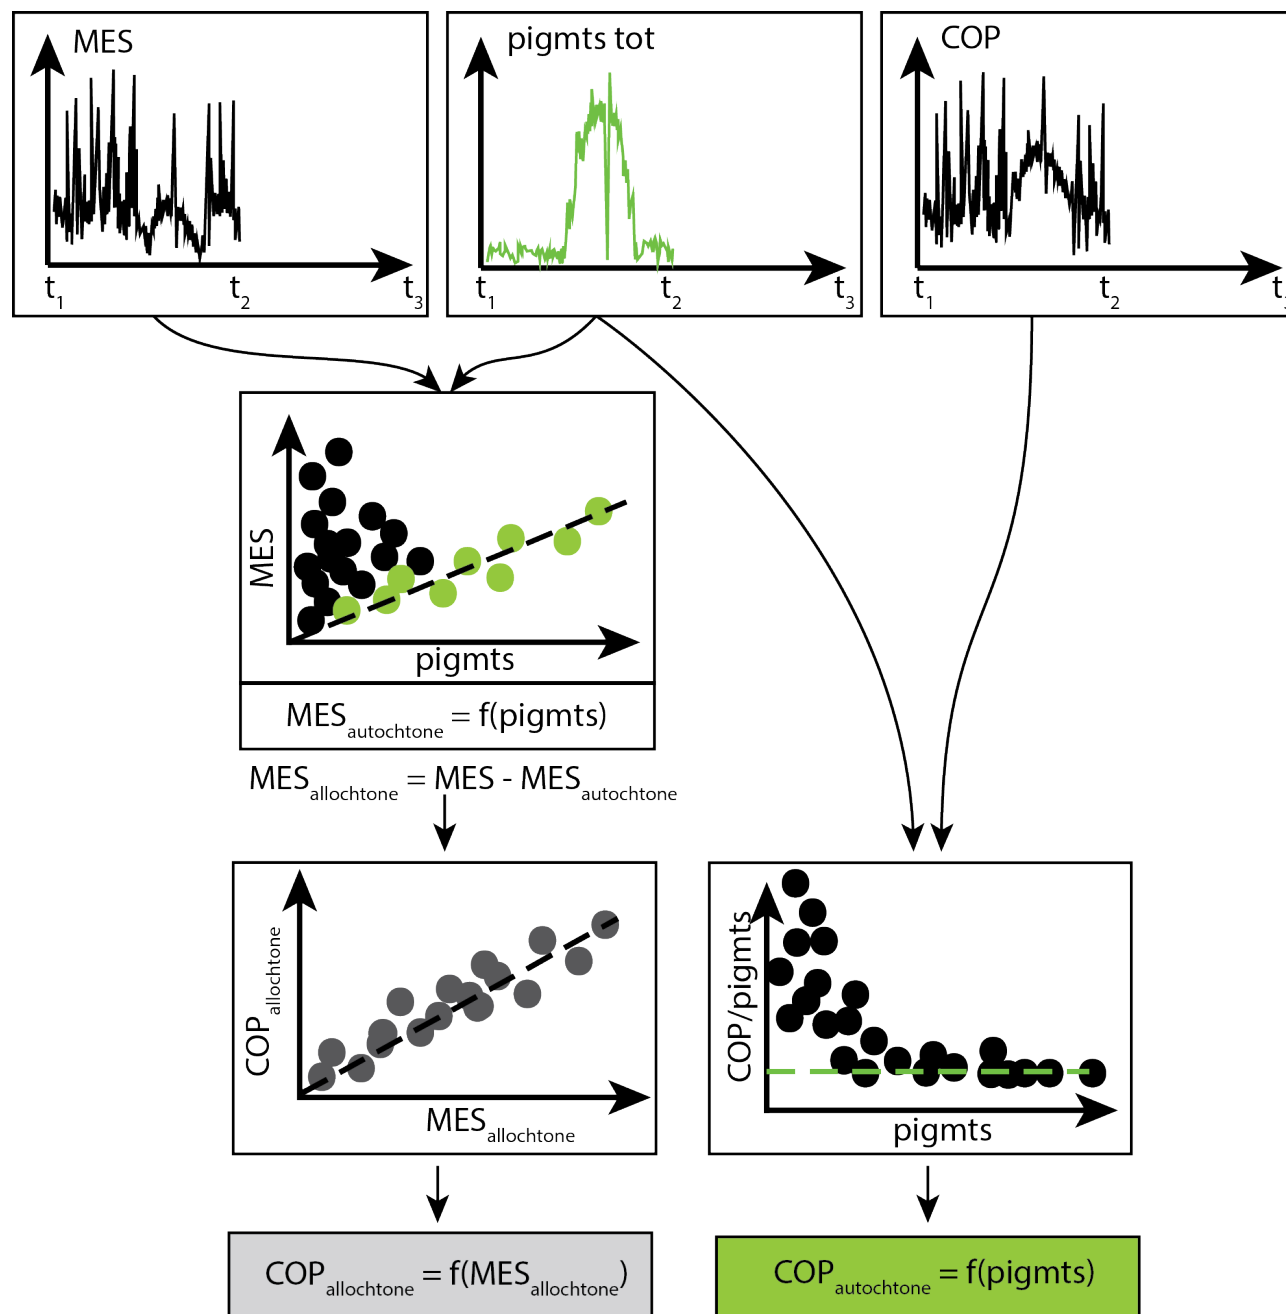 MES
t1 t2 t3
pigmts tot
t1 t2 t3
COP
t1 t2 t3
MES
pigmts
MESautochtone = f(pigmts)
MESallochtone = MES - MESautochtone
COPallochtone
MESallochtone
COP/pigmts
pigmts
COPallochtone = f(MESallochtone)
COPautochtone = f(pigmts)